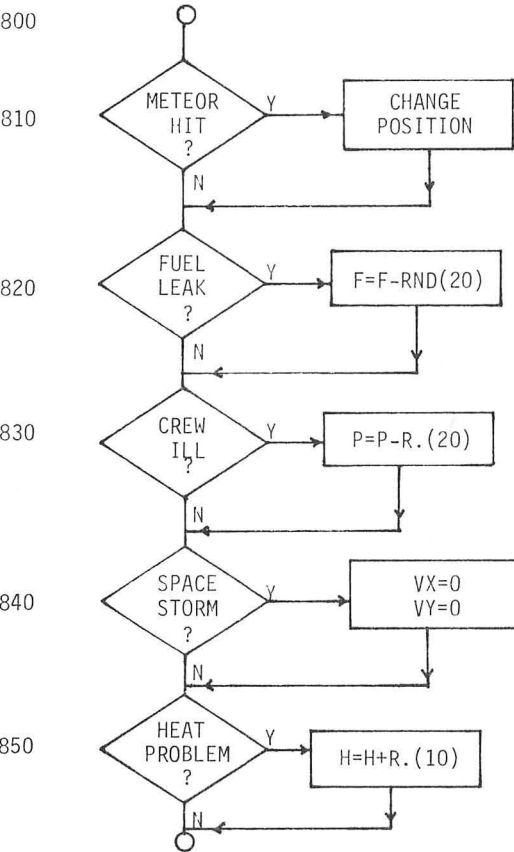 800
810
METEOR
HIT
?
Y
CHANGE
POSITION
N
820
FUEL
LEAK
?
Y
F=F-RND(20)
N
830
CREW
ILL
?
Y
P=P-R.(20)
N
840
SPACE
STORM
?
Y
VX=0
VY=0
N
850
HEAT
PROBLEM
?
Y
H=H+R.(10)
N